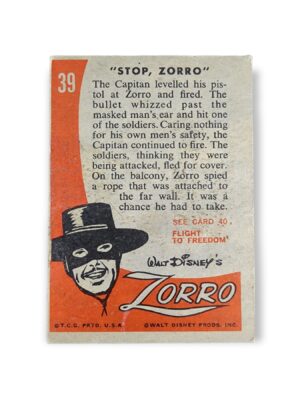 39
"STOP, ZORRO"
The Capitan levelled his pis-
tol at Zorro and fired. The
bullet whizzed past the
masked man's ear and hit one
of the soldiers. Caring nothing
for his own men's safety, the
Capitan continued to fire. The
soldiers, thinking they were
being attacked, fled for cover.
On the balcony, Zorro spied
a rope that was attached to
the far wall. It was a
chance he had to take.
SEE CARD 40
FLIGHT
TO FREEDOM
WALT DISNEY'S
ZORRO
© T.C.G. PRTD. U.S.A.
© WALT DISNEY PRODS. INC.